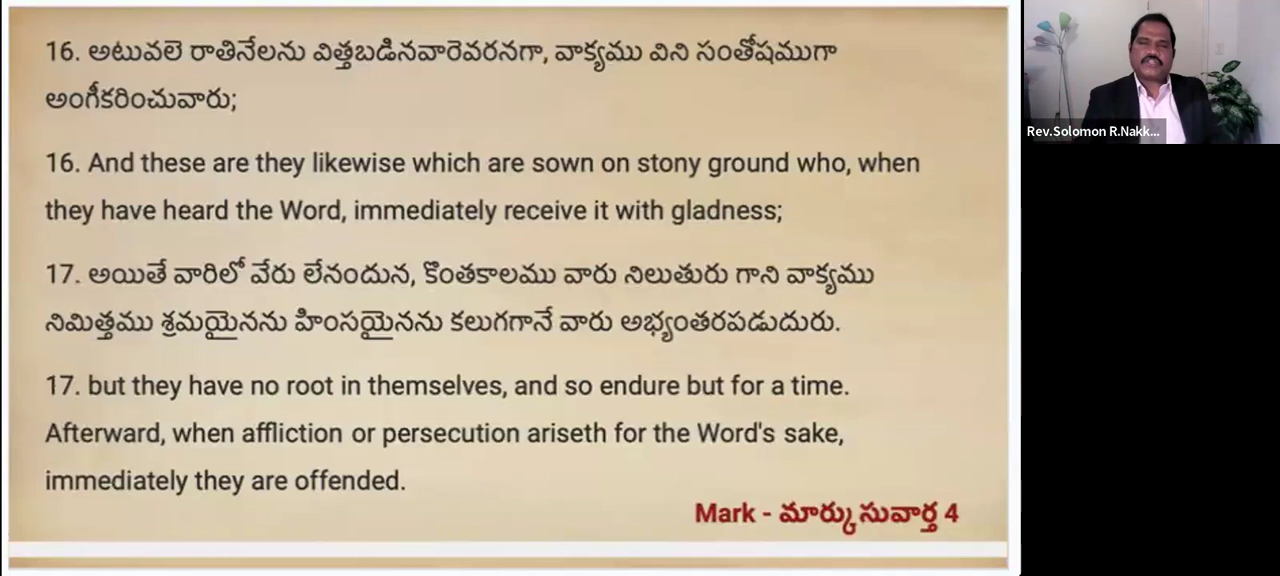 16. అటువలె రాతినేలను విత్తబడినవారెవరనగా, వాక్యము విని సంతోషముగా
అంగీకరించువారు;
16. And these are they likewise which are sown on stony ground who, when
they have heard the Word, immediately receive it with gladness;
17. అయితే వారిలో వేరు లేనందున, కొంతకాలము వారు నిలుతురు గాని వాక్యము
నిమిత్తము శ్రమయైనను హింసయైనను కలుగగానే వారు అభ్యంతరపడుదురు.
17. but they have no root in themselves, and so endure but for a time.
Afterward, when affliction or persecution ariseth for the Word's sake,
immediately they are offended.
Mark - మార్కు సువార్త 4
Rev.Solomon R.Nakk...